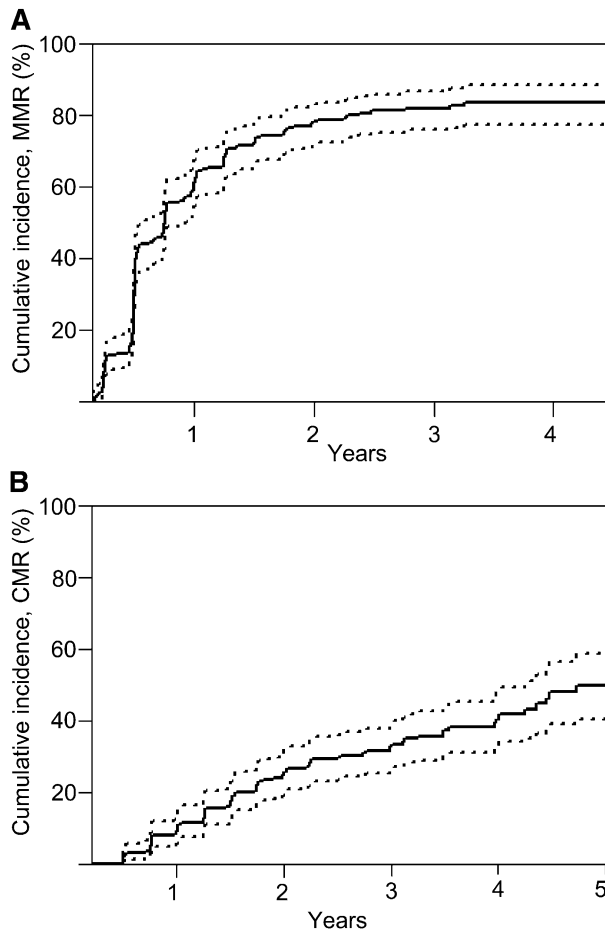 A
Cumulative incidence, MMR (%)
100
80
60
40
20
1 2 3 4
Years
B
Cumulative incidence, CMR (%)
100
80
60
40
20
1 2 3 4 5
Years